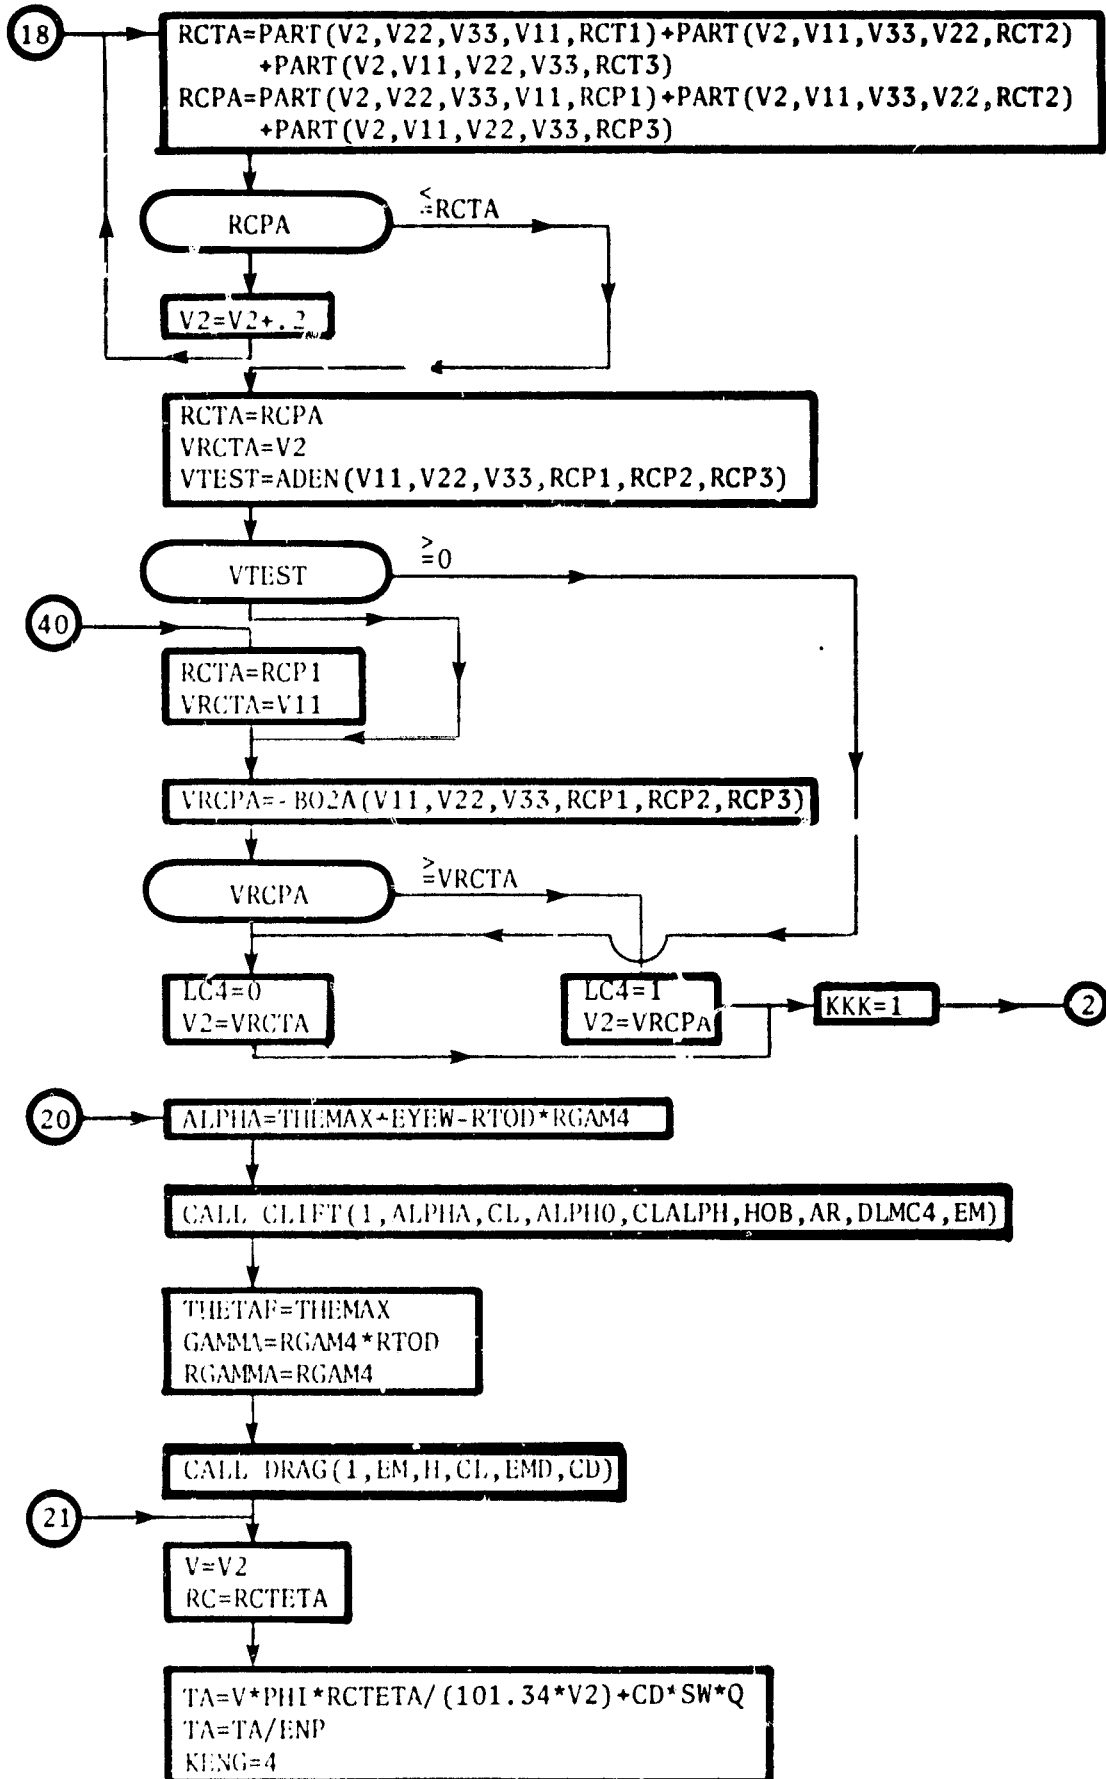 18
RCTA=PART(V2,V22,V33,V11,RCT1)+PART(V2,V11,V33,V22,RCT2)
+PART(V2,V11,V22,V33,RCT3)
RCPA=PART(V2,V22,V33,V11,RCP1)+PART(V2,V11,V33,V22,RCT2)
+PART(V2,V11,V22,V33,RCP3)
RCPA
≤RCTA
V2=V2+.2
RCTA=RCPA
VRCTA=V2
VTEST=ADEN(V11,V22,V33,RCP1,RCP2,RCP3)
VTEST
≥0
40
RCTA=RCP1
VRCTA=V11
VRCPA=-BO2A(V11,V22,V33,RCP1,RCP2,RCP3)
VRCPA
≥VRCTA
LC4=0
V2=VRCTA
LC4=1
V2=VRCPA
KKK=1
2
20
ALPHA=THEMAX+EYEW-RTOD*RGAM4
CALL CLIFT(1,ALPHA,CL,ALPHO,CLALPH,HOB,AR,DLMC4,EM)
THETAF=THEMAX
GAMMA=RGAM4*RTOD
RGAMMA=RGAM4
CALL DRAG(1,EM,H,CL,EMD,CD)
21
V=V2
RC=RCTETA
TA=V*PHI*RCTETA/(101.34*V2)+CD*SW*Q
TA=TA/ENP
KENG=4